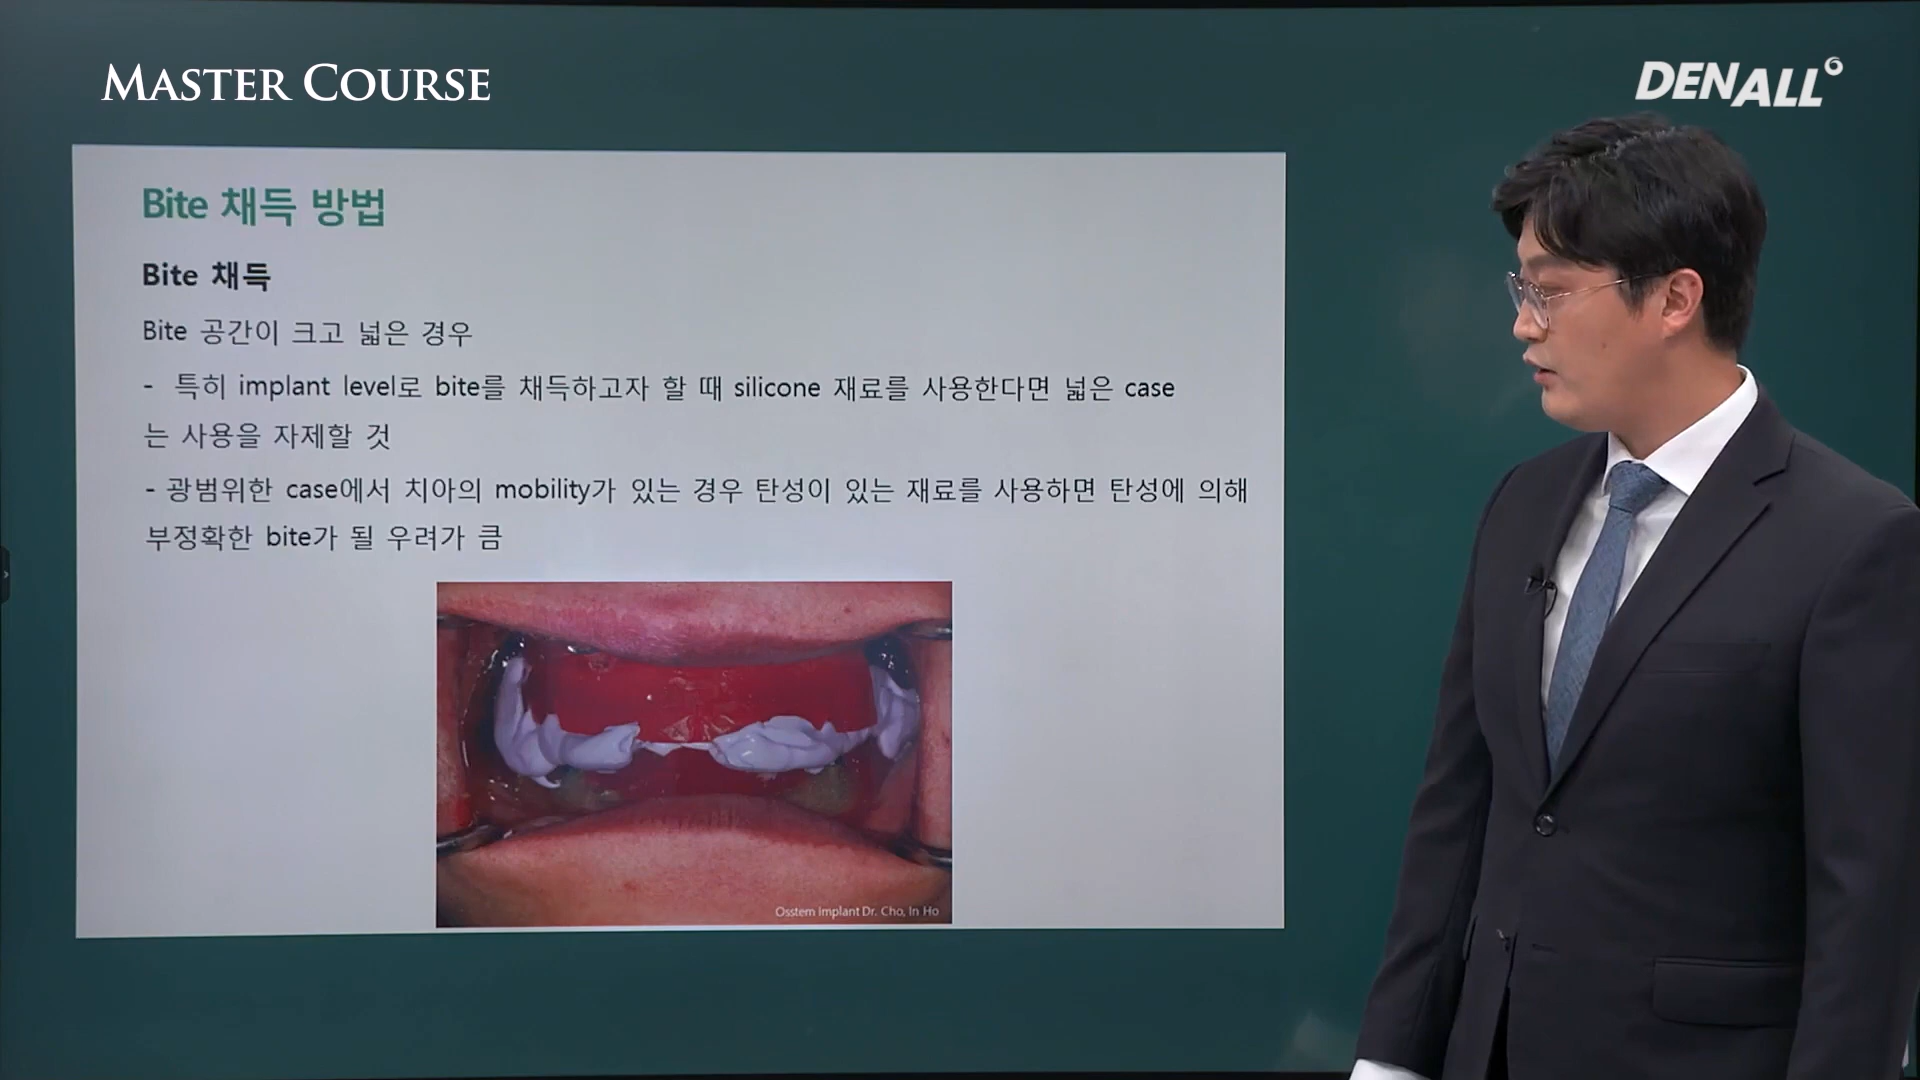 MASTER COURSE
DENALL
Bite 채득 방법
Bite 채득
Bite 공간이 크고 넓은 경우
- 특히 implant level로 bite를 채득하고자 할 때 silicone 재료를 사용한다면 넓은 case
는 사용을 자제할 것
- 광범위한 case에서 치아의 mobility가 있는 경우 탄성이 있는 재료를 사용하면 탄성에 의해
부정확한 bite가 될 우려가 큼
Osstem Implant Dr. Cho, In Ho